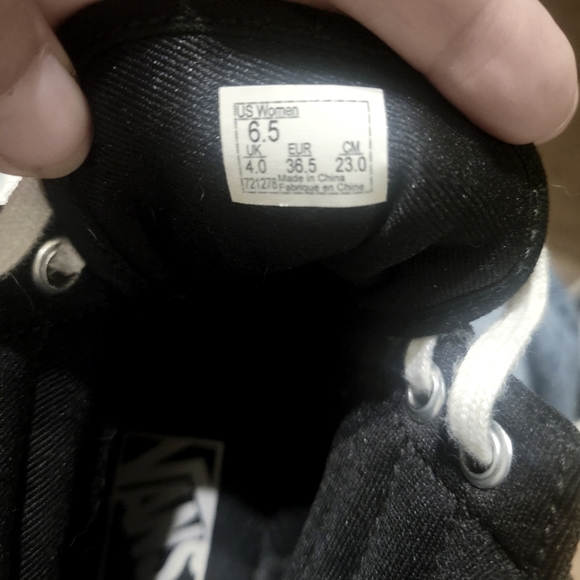 US Women
6.5
UK EUR CM
4.0 36.5 23.0
721278 Made in China
Fabriqué en Chine
VANS